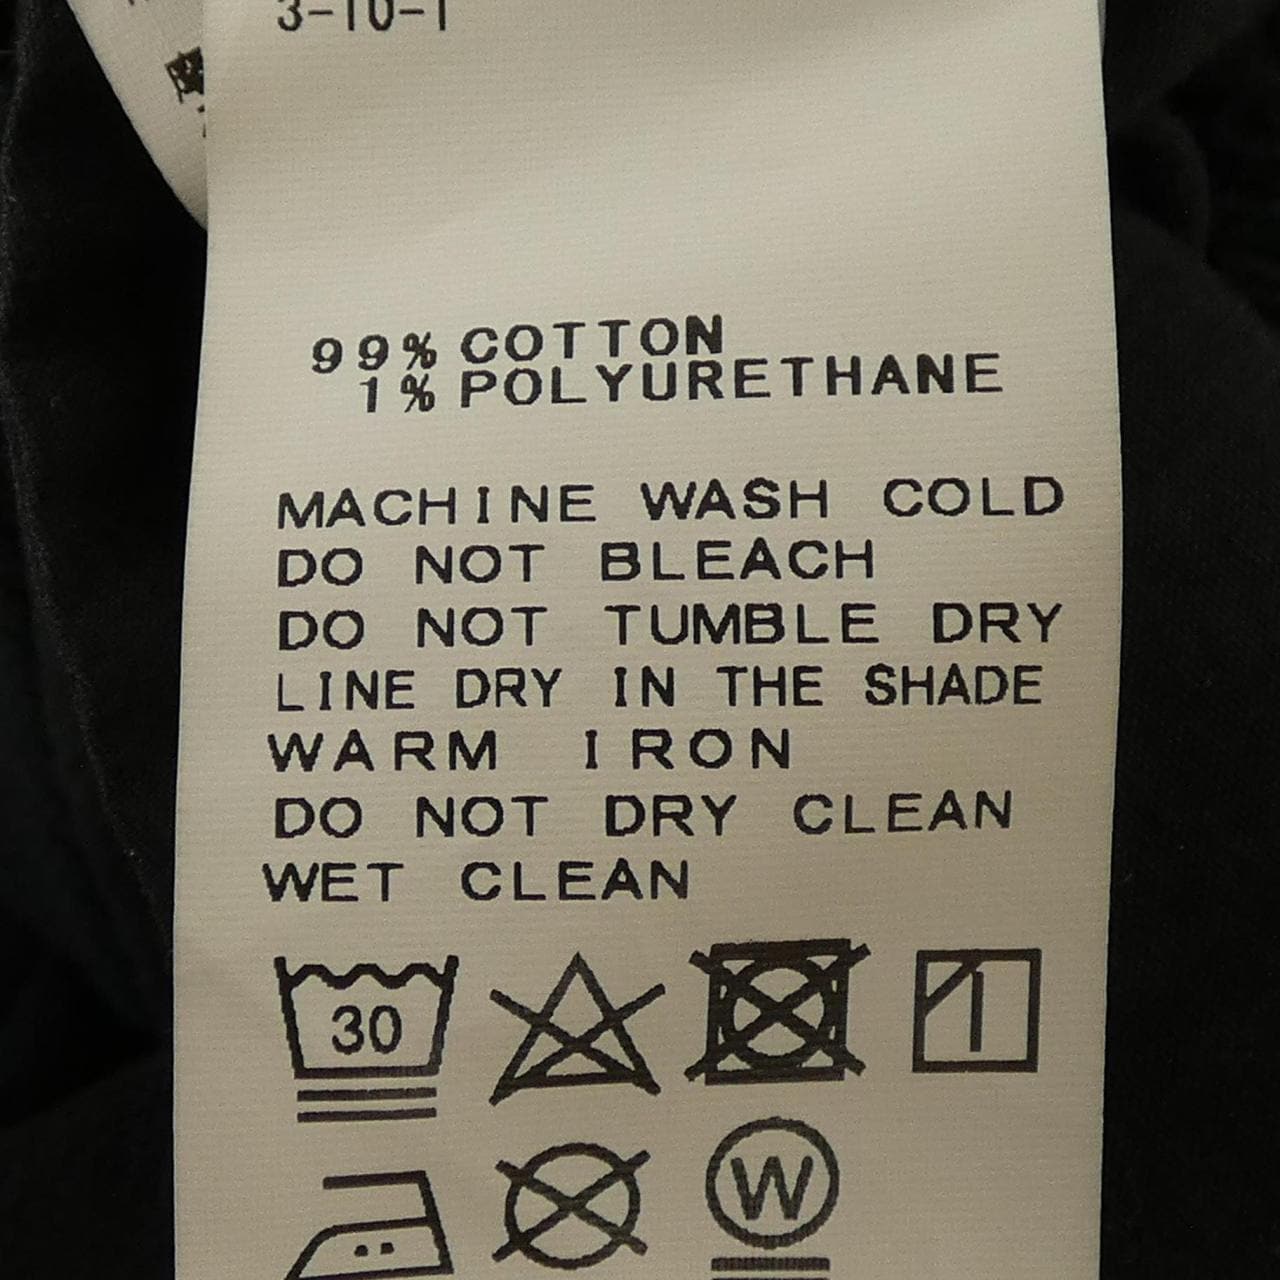 3-10-1
99% COTTON
1% POLYURETHANE
MACHINE WASH COLD
DO NOT BLEACH
DO NOT TUMBLE DRY
LINE DRY IN THE SHADE
WARM IRON
DO NOT DRY CLEAN
WET CLEAN
30
W